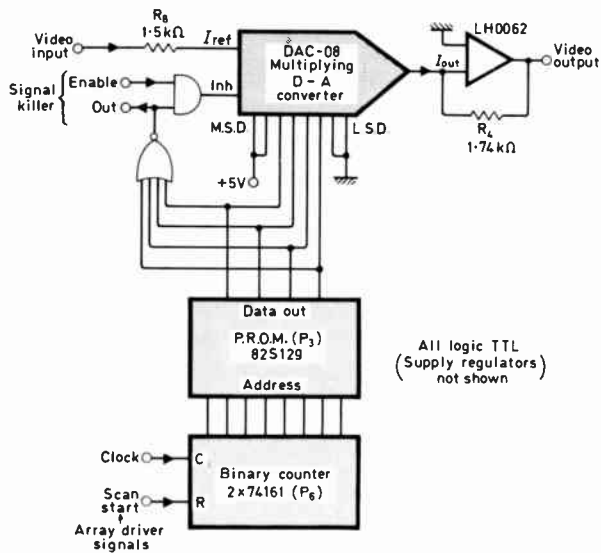 R8
1·5kΩ
Video
input
Iref
DAC-08
Multiplying
D-A
converter
LH0062
Video
output
Iout
R4
1·74kΩ
Signal
killer
Enable
Out
Inh
M.S.D.
L.S.D.
+5V
Data out
P.R.O.M. (P3)
82S129
Address
All logic TTL
(Supply regulators
not shown)
Clock
C
Binary counter
2×74161 (P6)
Scan
start
R
Array driver
signals